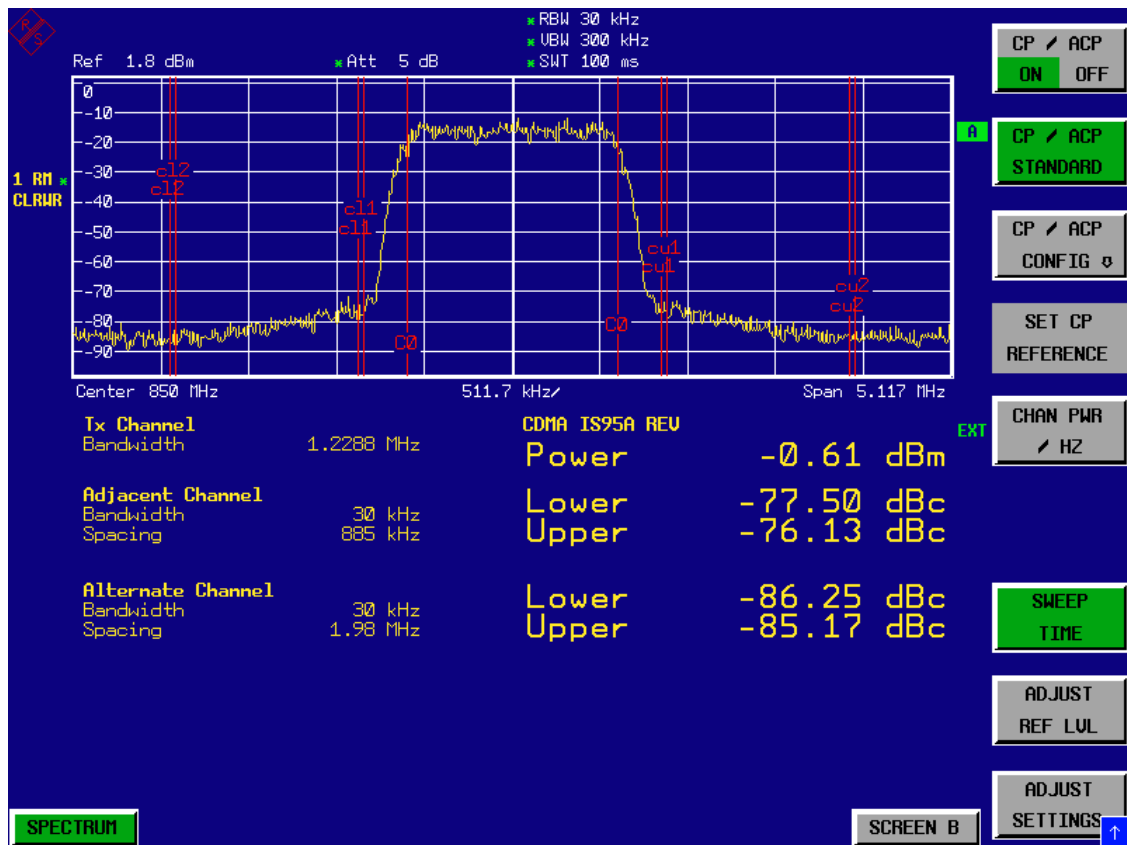 R/S
*RBW 30 kHz
*VBW 300 kHz
Ref 1.8 dBm *Att 5 dB *SWT 100 ms
0
-10
-20
-30
-40
-50
-60
-70
-80
-90
1 RM *
CLRWR
A
cl2
cl2
cl1
cl1
C0
C0
cu1
cu1
cu2
cu2
Center 850 MHz 511.7 kHz/ Span 5.117 MHz
Tx Channel CDMA IS95A REV
EXT
Bandwidth 1.2288 MHz Power -0.61 dBm
Adjacent Channel
Bandwidth 30 kHz Lower -77.50 dBc
Spacing 885 kHz Upper -76.13 dBc
Alternate Channel
Bandwidth 30 kHz Lower -86.25 dBc
Spacing 1.98 MHz Upper -85.17 dBc
CP / ACP
ON OFF
CP / ACP
STANDARD
CP / ACP
CONFIG
SET CP
REFERENCE
CHAN PWR
/ HZ
SWEEP
TIME
ADJUST
REF LVL
ADJUST
SETTINGS
SPECTRUM
SCREEN B